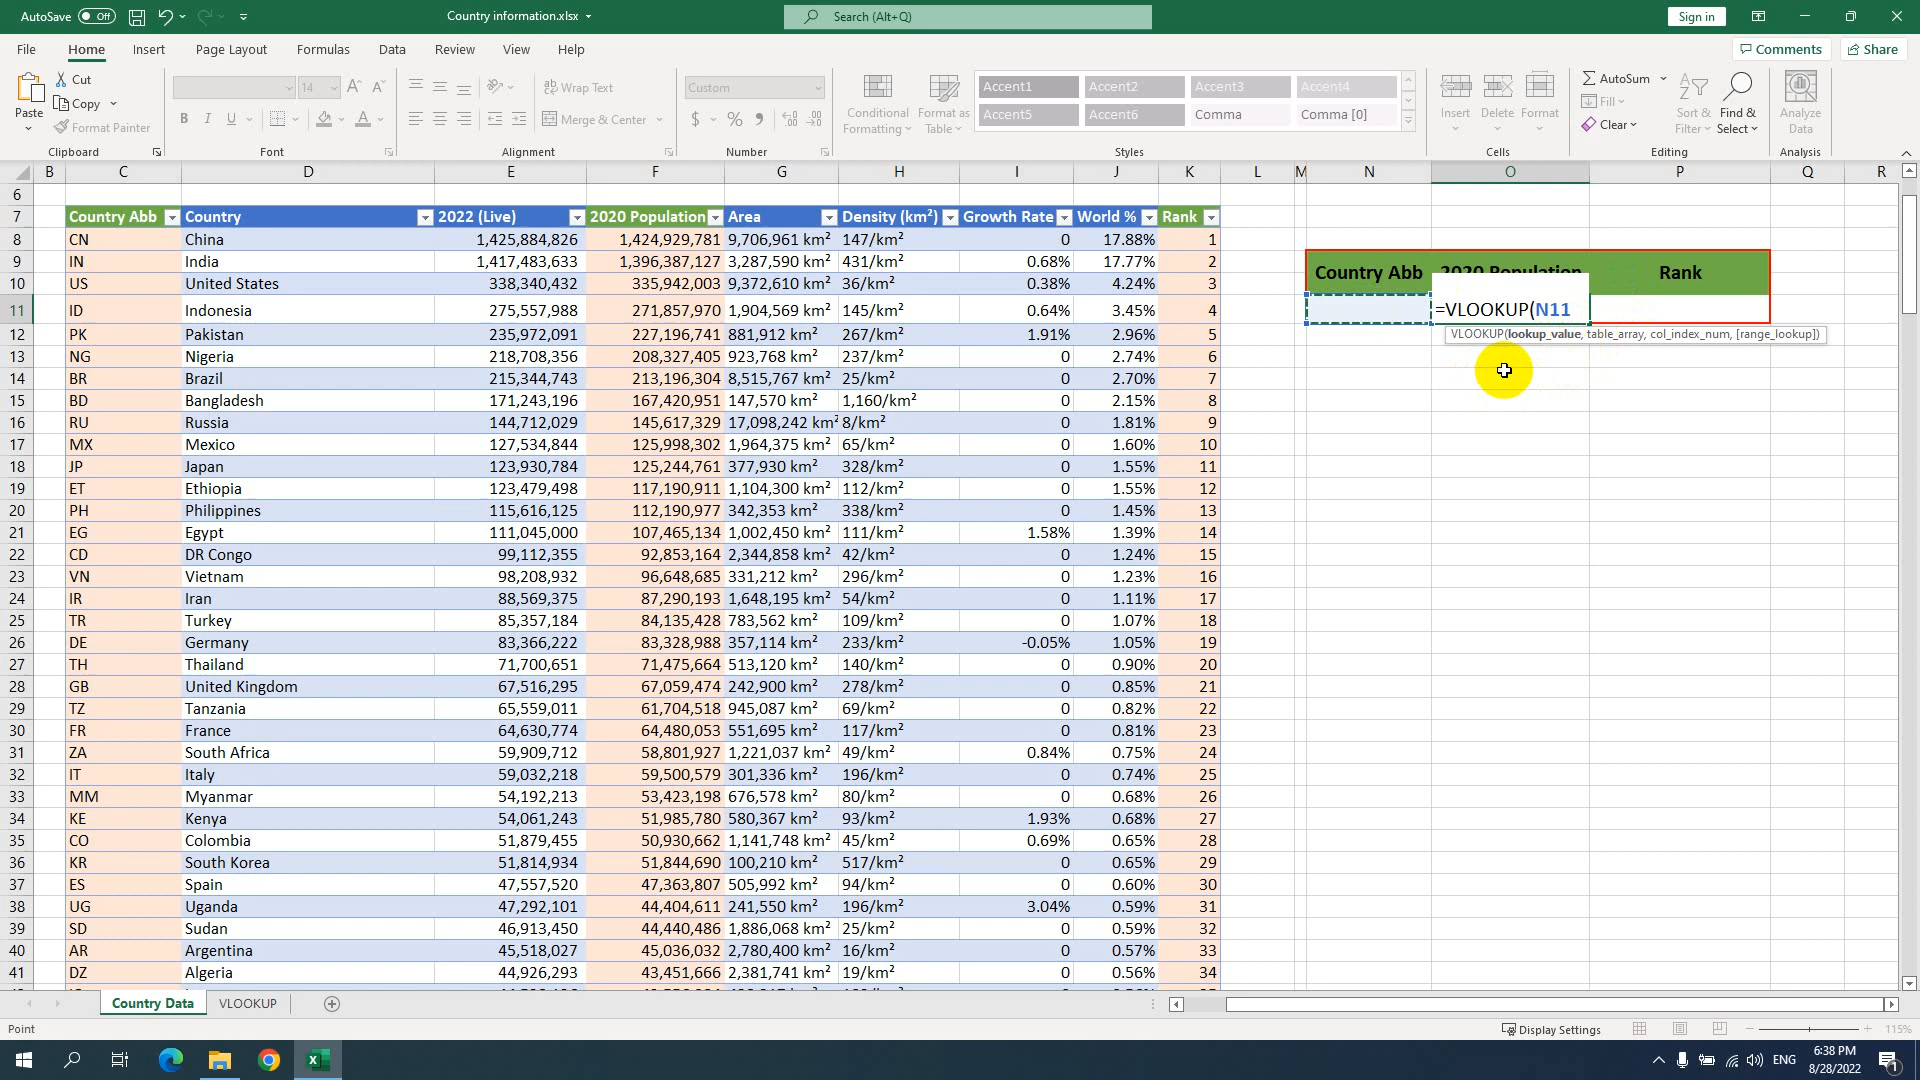 AutoSave Off
Country information.xlsx
Search (Alt+Q)
Sign in
File Home Insert Page Layout Formulas Data Review View Help
Comments Share
Paste
Cut
Copy
Format Painter
Clipboard
14
A A
B I U
A
Font
Wrap Text
Merge & Center
Alignment
Custom
$ % 9
Number
Conditional Formatting
Format as Table
Accent1 Accent2 Accent3 Accent4
Accent5 Accent6 Comma Comma [0]
Styles
Insert Delete Format
Cells
AutoSum
Fill
Clear
Sort & Filter
Find & Select
Editing
Analyze Data
Analysis
B C D E F G H I J K L M N O P Q R
6
7 Country Abb Country 2022 (Live) 2020 Population Area Density (km²) Growth Rate World % Rank
8 CN China 1,425,884,826 1,424,929,781 9,706,961 km² 147/km² 0 17.88% 1
9 IN India 1,417,483,633 1,396,387,127 3,287,590 km² 431/km² 0.68% 17.77% 2
10 US United States 338,340,432 335,942,003 9,372,610 km² 36/km² 0.38% 4.24% 3
11 ID Indonesia 275,557,988 271,857,970 1,904,569 km² 145/km² 0.64% 3.45% 4
12 PK Pakistan 235,972,091 227,196,741 881,912 km² 267/km² 1.91% 2.96% 5
13 NG Nigeria 218,708,356 208,327,405 923,768 km² 237/km² 0 2.74% 6
14 BR Brazil 215,344,743 213,196,304 8,515,767 km² 25/km² 0 2.70% 7
15 BD Bangladesh 171,243,196 167,420,951 147,570 km² 1,160/km² 0 2.15% 8
16 RU Russia 144,712,029 145,617,329 17,098,242 km² 8/km² 0 1.81% 9
17 MX Mexico 127,534,844 125,998,302 1,964,375 km² 65/km² 0 1.60% 10
18 JP Japan 123,930,784 125,244,761 377,930 km² 328/km² 0 1.55% 11
19 ET Ethiopia 123,479,498 117,190,911 1,104,300 km² 112/km² 0 1.55% 12
20 PH Philippines 115,616,125 112,190,977 342,353 km² 338/km² 0 1.45% 13
21 EG Egypt 111,045,000 107,465,134 1,002,450 km² 111/km² 1.58% 1.39% 14
22 CD DR Congo 99,112,355 92,853,164 2,344,858 km² 42/km² 0 1.24% 15
23 VN Vietnam 98,208,932 96,648,685 331,212 km² 296/km² 0 1.23% 16
24 IR Iran 88,569,375 87,290,193 1,648,195 km² 54/km² 0 1.11% 17
25 TR Turkey 85,357,184 84,135,428 783,562 km² 109/km² 0 1.07% 18
26 DE Germany 83,366,222 83,328,988 357,114 km² 233/km² -0.05% 1.05% 19
27 TH Thailand 71,700,651 71,475,664 513,120 km² 140/km² 0 0.90% 20
28 GB United Kingdom 67,516,295 67,059,474 242,900 km² 278/km² 0 0.85% 21
29 TZ Tanzania 65,559,011 61,704,518 945,087 km² 69/km² 0 0.82% 22
30 FR France 64,630,774 64,480,053 551,695 km² 117/km² 0 0.81% 23
31 ZA South Africa 59,909,712 58,801,927 1,221,037 km² 49/km² 0.84% 0.75% 24
32 IT Italy 59,032,218 59,500,579 301,336 km² 196/km² 0 0.74% 25
33 MM Myanmar 54,192,213 53,423,198 676,578 km² 80/km² 0 0.68% 26
34 KE Kenya 54,061,243 51,985,780 580,367 km² 93/km² 1.93% 0.68% 27
35 CO Colombia 51,879,455 50,930,662 1,141,748 km² 45/km² 0.69% 0.65% 28
36 KR South Korea 51,814,934 51,844,690 100,210 km² 517/km² 0 0.65% 29
37 ES Spain 47,557,520 47,363,807 505,992 km² 94/km² 0 0.60% 30
38 UG Uganda 47,292,101 44,404,611 241,550 km² 196/km² 3.04% 0.59% 31
39 SD Sudan 46,913,450 44,440,486 1,886,068 km² 25/km² 0 0.59% 32
40 AR Argentina 45,518,027 45,036,032 2,780,400 km² 16/km² 0 0.57% 33
41 DZ Algeria 44,926,293 43,451,666 2,381,741 km² 19/km² 0 0.56% 34
Country Abb 2020 Population Rank
=VLOOKUP(N11
VLOOKUP(lookup_value, table_array, col_index_num, [range_lookup])
Country Data VLOOKUP
Point
Display Settings
115%
ENG
6:38 PM
8/28/2022
1